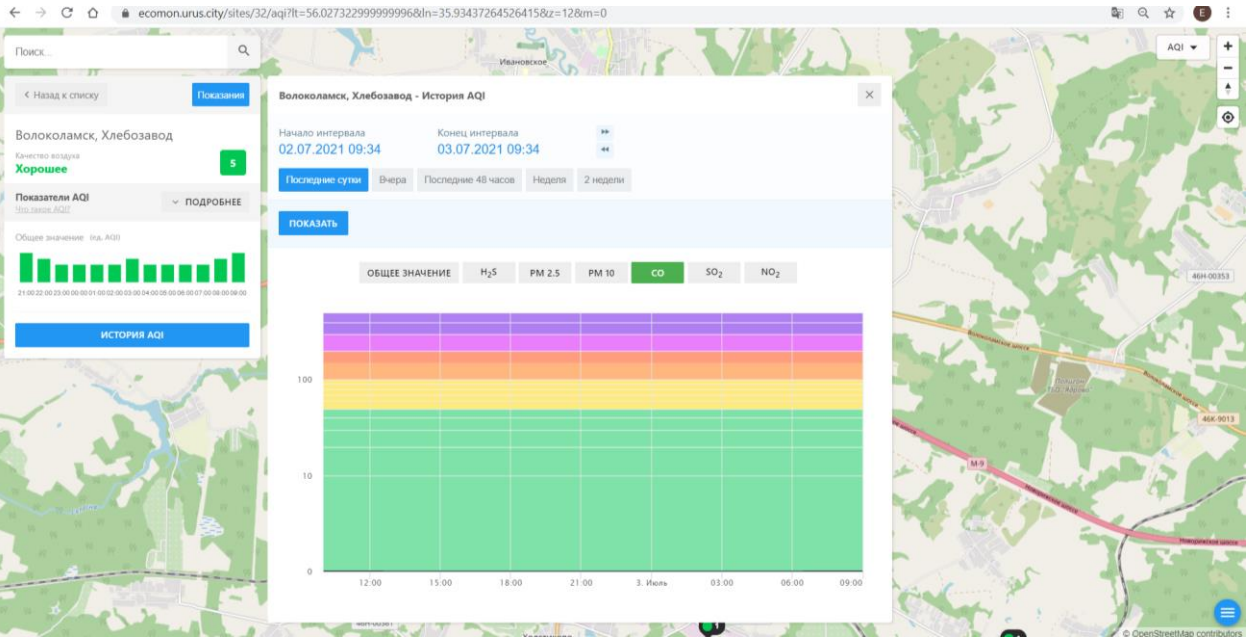 ecomon.urus.city/sites/32/aqi?lt=56.027322999999996&ln=35.93437264526415&z=12&m=0
E
Поиск...
Ивановское
AQI
Назад к списку
Показания
Волоколамск, Хлебозавод - История AQI
Волоколамск, Хлебозавод
Качество воздуха
Хорошее
5
Начало интервала
Конец интервала
02.07.2021 09:34
03.07.2021 09:34
Последние сутки
Вчера
Последние 48 часов
Неделя
2 недели
Показатели AQI
Что такое AQI?
ПОДРОБНЕЕ
ПОКАЗАТЬ
Общее значение (ед. AQI)
ОБЩЕЕ ЗНАЧЕНИЕ
H₂S
PM 2.5
PM 10
CO
SO₂
NO₂
21:00 22:00 23:00 00:00 01:00 02:00 03:00 04:00 05:00 06:00 07:00 08:00 09:00
ИСТОРИЯ AQI
46Н-00353
Волоколамское шоссе
100
46К-9013
М-9
Новорижское шоссе
10
0
12:00
15:00
18:00
21:00
3. Июль
03:00
06:00
09:00
© OpenStreetMap contributors